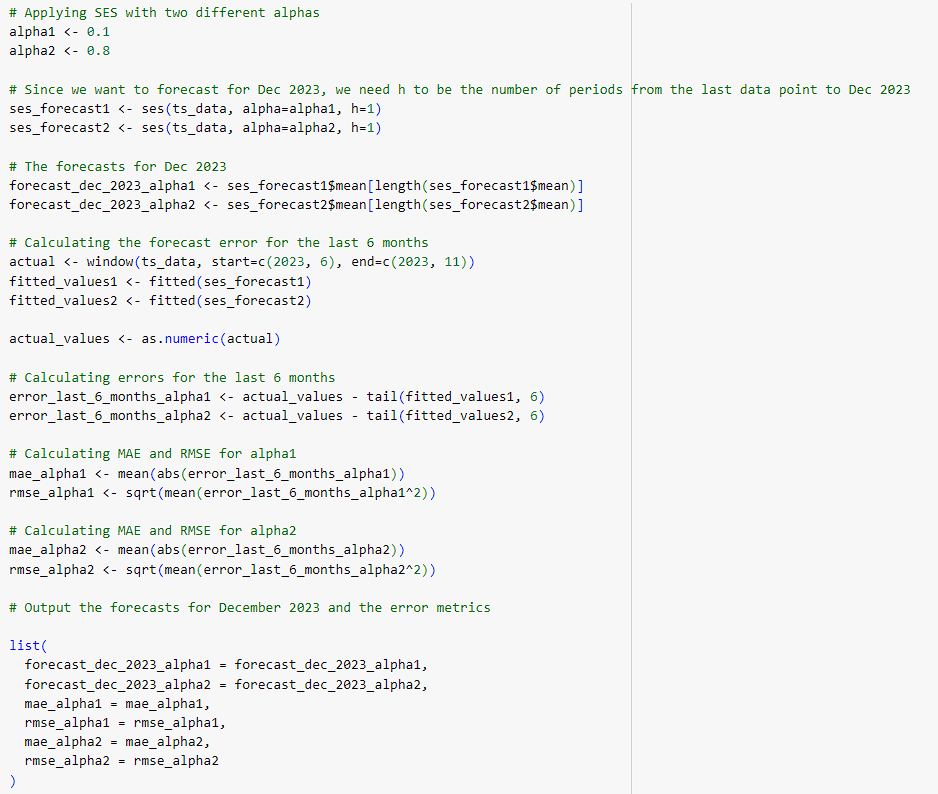 # Applying SES with two different alphas
alpha1 <- 0.1
alpha2 <- 0.8
# Since we want to forecast for Dec 2023, we need h to be the number of periods from the last data point to Dec 2023
ses_forecast1 <- ses(ts_data, alpha=alpha1, h=1)
ses_forecast2 <- ses(ts_data, alpha=alpha2, h=1)
# The forecasts for Dec 2023
forecast_dec_2023_alpha1 <- ses_forecast1$mean[length(ses_forecast1$mean)]
forecast_dec_2023_alpha2 <- ses_forecast2$mean[length(ses_forecast2$mean)]
# Calculating the forecast error for the last 6 months
actual <- window(ts_data, start=c(2023, 6), end=c(2023, 11))
fitted_values1 <- fitted(ses_forecast1)
fitted_values2 <- fitted(ses_forecast2)
actual_values <- as.numeric(actual)
# Calculating errors for the last 6 months
error_last_6_months_alpha1 <- actual_values - tail(fitted_values1, 6)
error_last_6_months_alpha2 <- actual_values - tail(fitted_values2, 6)
# Calculating MAE and RMSE for alpha1
mae_alpha1 <- mean(abs(error_last_6_months_alpha1))
rmse_alpha1 <- sqrt(mean(error_last_6_months_alpha1^2))
# Calculating MAE and RMSE for alpha2
mae_alpha2 <- mean(abs(error_last_6_months_alpha2))
rmse_alpha2 <- sqrt(mean(error_last_6_months_alpha2^2))
# Output the forecasts for December 2023 and the error metrics
list(
  forecast_dec_2023_alpha1 = forecast_dec_2023_alpha1,
  forecast_dec_2023_alpha2 = forecast_dec_2023_alpha2,
  mae_alpha1 = mae_alpha1,
  rmse_alpha1 = rmse_alpha1,
  mae_alpha2 = mae_alpha2,
  rmse_alpha2 = rmse_alpha2
)